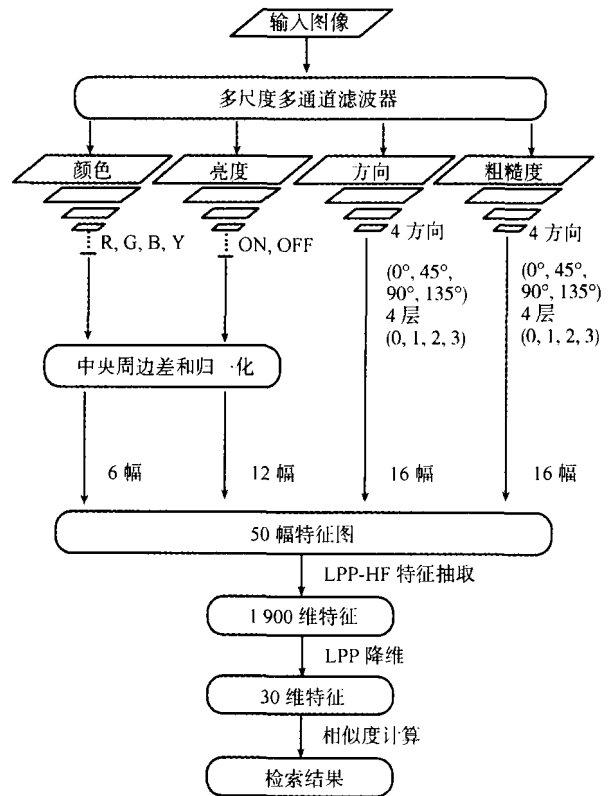 输入图像
多尺度多通道滤波器
颜色
亮度
方向
粗糙度
R, G, B, Y
ON, OFF
4 方向
(0°, 45°,
90°, 135°)
4 层
(0, 1, 2, 3)
4 方向
(0°, 45°,
90°, 135°)
4 层
(0, 1, 2, 3)
中央周边差和归一化
6 幅
12 幅
16 幅
16 幅
50 幅特征图
LPP-HF 特征抽取
1 900 维特征
LPP 降维
30 维特征
相似度计算
检索结果